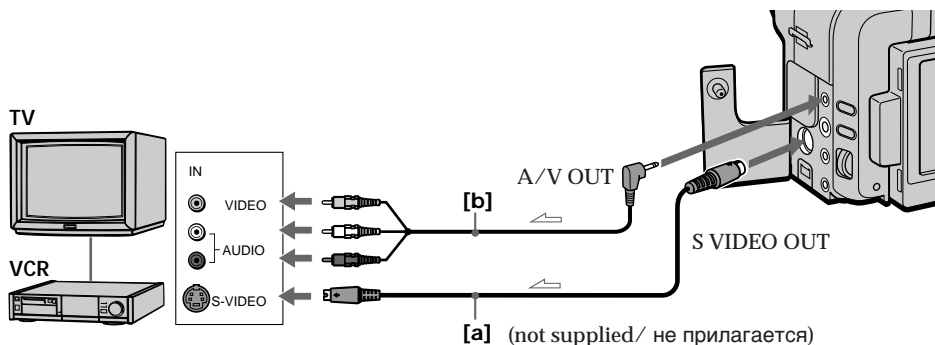 TV
IN
VIDEO
AUDIO
VCR
S-VIDEO
[b]
A/V OUT
S VIDEO OUT
[a] (not supplied/ не прилагается)